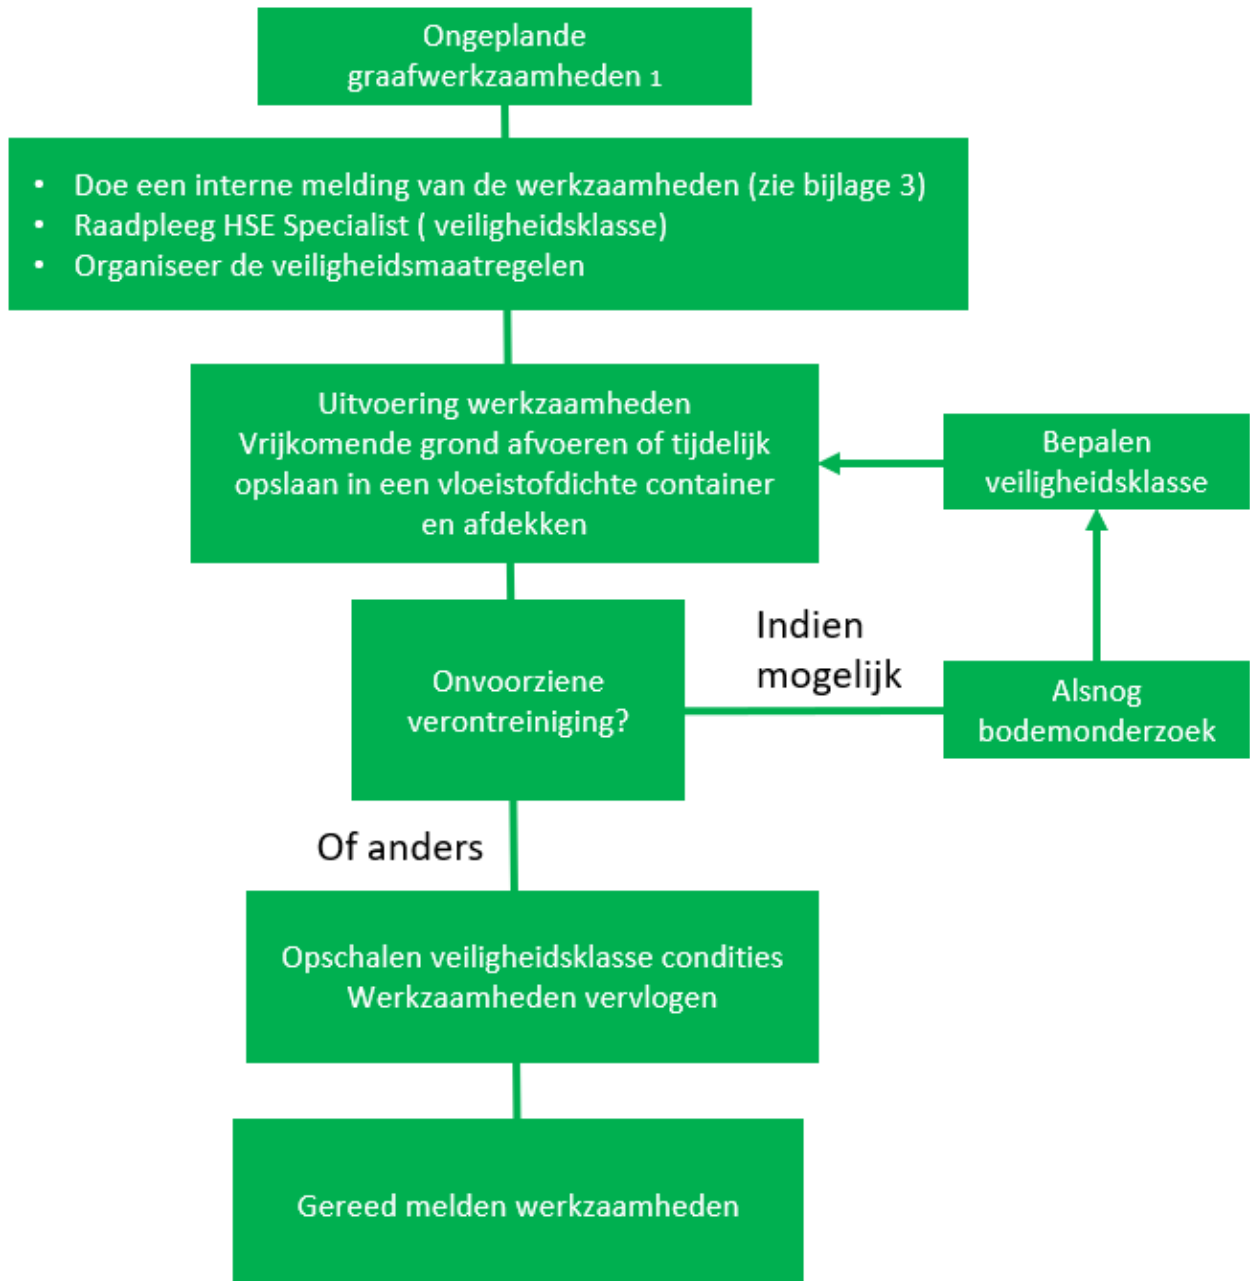 Ongeplande
graafwerkzaamheden 1
• Doe een interne melding van de werkzaamheden (zie bijlage 3)
• Raadpleeg HSE Specialist ( veiligheidsklasse)
• Organiseer de veiligheidsmaatregelen
Uitvoering werkzaamheden
Vrijkomende grond afvoeren of tijdelijk
opslaan in een vloeistofdichte container
en afdekken
Bepalen
veiligheidsklasse
Onvoorziene
verontreiniging?
Indien
mogelijk
Alsnog
bodemonderzoek
Of anders
Opschalen veiligheidsklasse condities
Werkzaamheden vervlogen
Gereed melden werkzaamheden